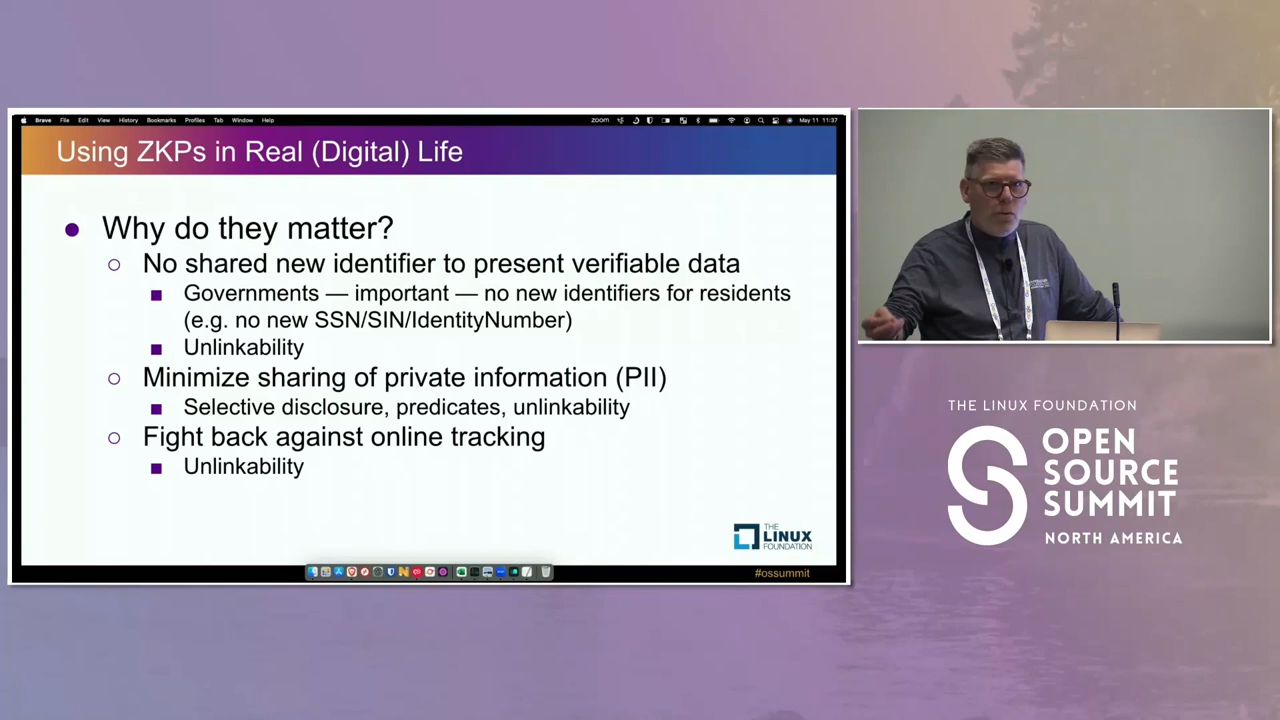 Brave File Edit View History Bookmarks Profiles Tab Window Help zoom May 11 11:37
Using ZKPs in Real (Digital) Life
● Why do they matter?
○ No shared new identifier to present verifiable data
■ Governments — important — no new identifiers for residents
(e.g. no new SSN/SIN/IdentityNumber)
■ Unlinkability
○ Minimize sharing of private information (PII)
■ Selective disclosure, predicates, unlinkability
○ Fight back against online tracking
■ Unlinkability
THE
LINUX
FOUNDATION
#ossummit
THE LINUX FOUNDATION
OPEN
SOURCE
SUMMIT
NORTH AMERICA